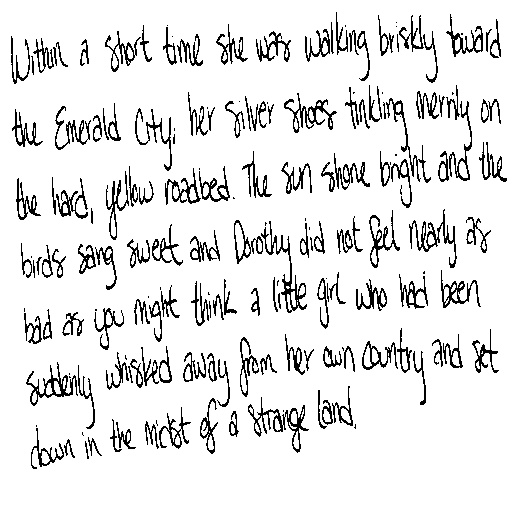 Within a short time she was walking briskly toward
the Emerald City, her silver shoes tinkling merrily on
the hard, yellow roadbed. The sun shone bright and the
birds sang sweet and Dorothy did not feel nearly as
bad as you might think a little girl who had been
suddenly whisked away from her own country and set
down in the midst of a strange land.